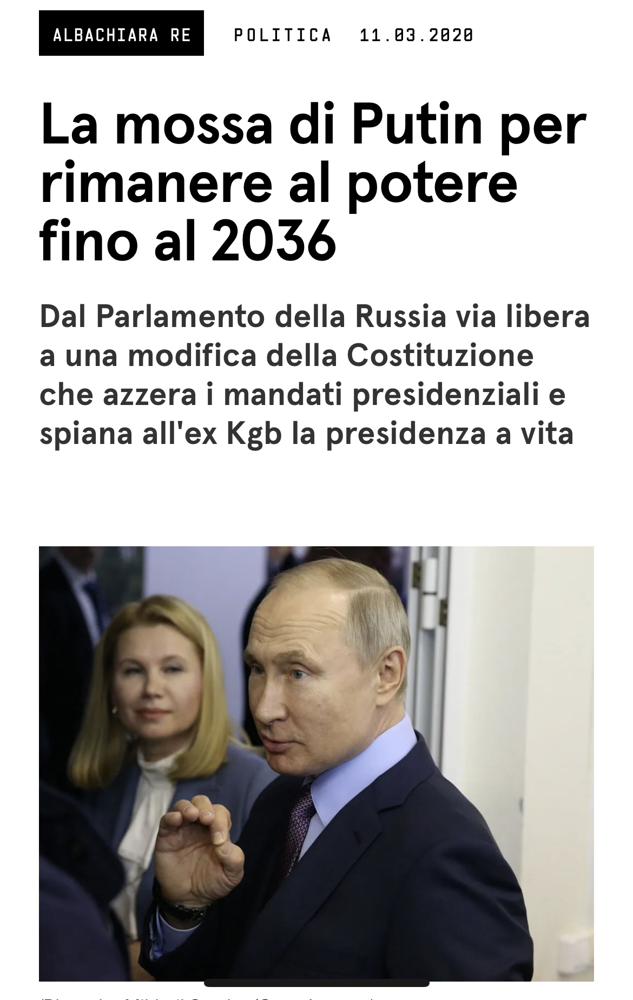 ALBACHIARA RE POLITICA 11.03.2020
La mossa di Putin per
rimanere al potere
fino al 2036
Dal Parlamento della Russia via libera
a una modifica della Costituzione
che azzera i mandati presidenziali e
spiana all'ex Kgb la presidenza a vita